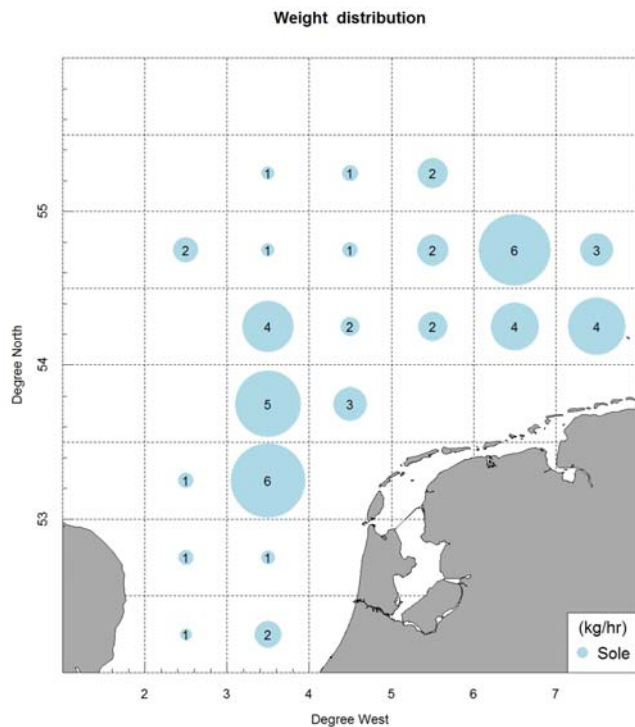 Weight distribution
1 1 2
55
2 1 1 2 6 3
4 2 2 4 4
Degree North
54
5 3
1 6
53
1 1
(kg/hr)
1 2
Sole
2 3 4 5 6 7
Degree West